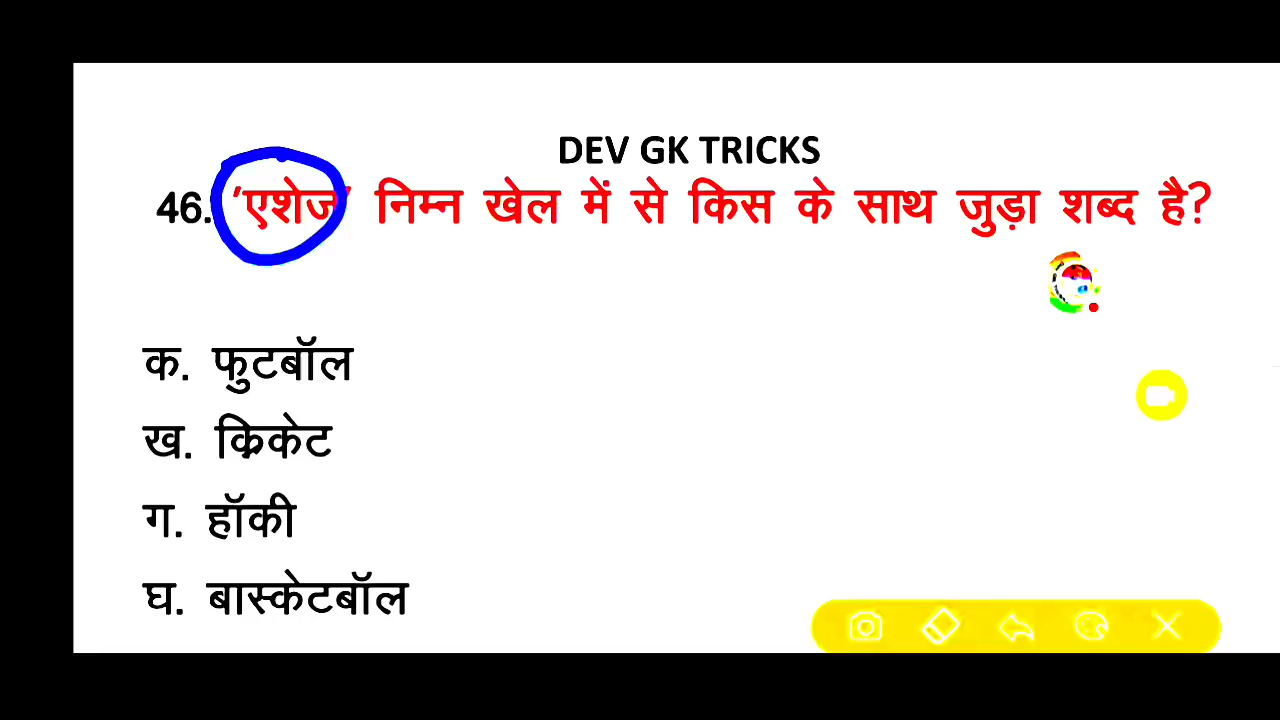 DEV GK TRICKS
46. 'एशेज' निम्न खेल में से किस के साथ जुड़ा शब्द है?
क. फुटबॉल
ख. क्रिकेट
ग. हॉकी
घ. बास्केटबॉल